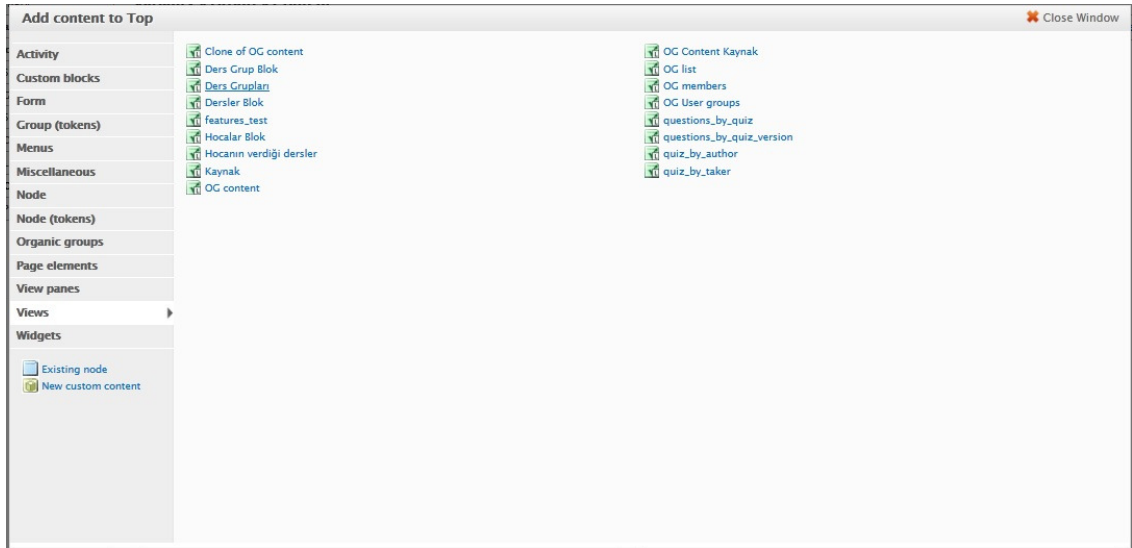 Add content to Top
Close Window
Activity
Custom blocks
Form
Group (tokens)
Menus
Miscellaneous
Node
Node (tokens)
Organic groups
Page elements
View panes
Views
Widgets
Existing node
New custom content
Clone of OG content
Ders Grup Blok
Ders Grupları
Dersler Blok
features_test
Hocalar Blok
Hocanın verdiği dersler
Kaynak
OG content
OG Content Kaynak
OG list
OG members
OG User groups
questions_by_quiz
questions_by_quiz_version
quiz_by_author
quiz_by_taker